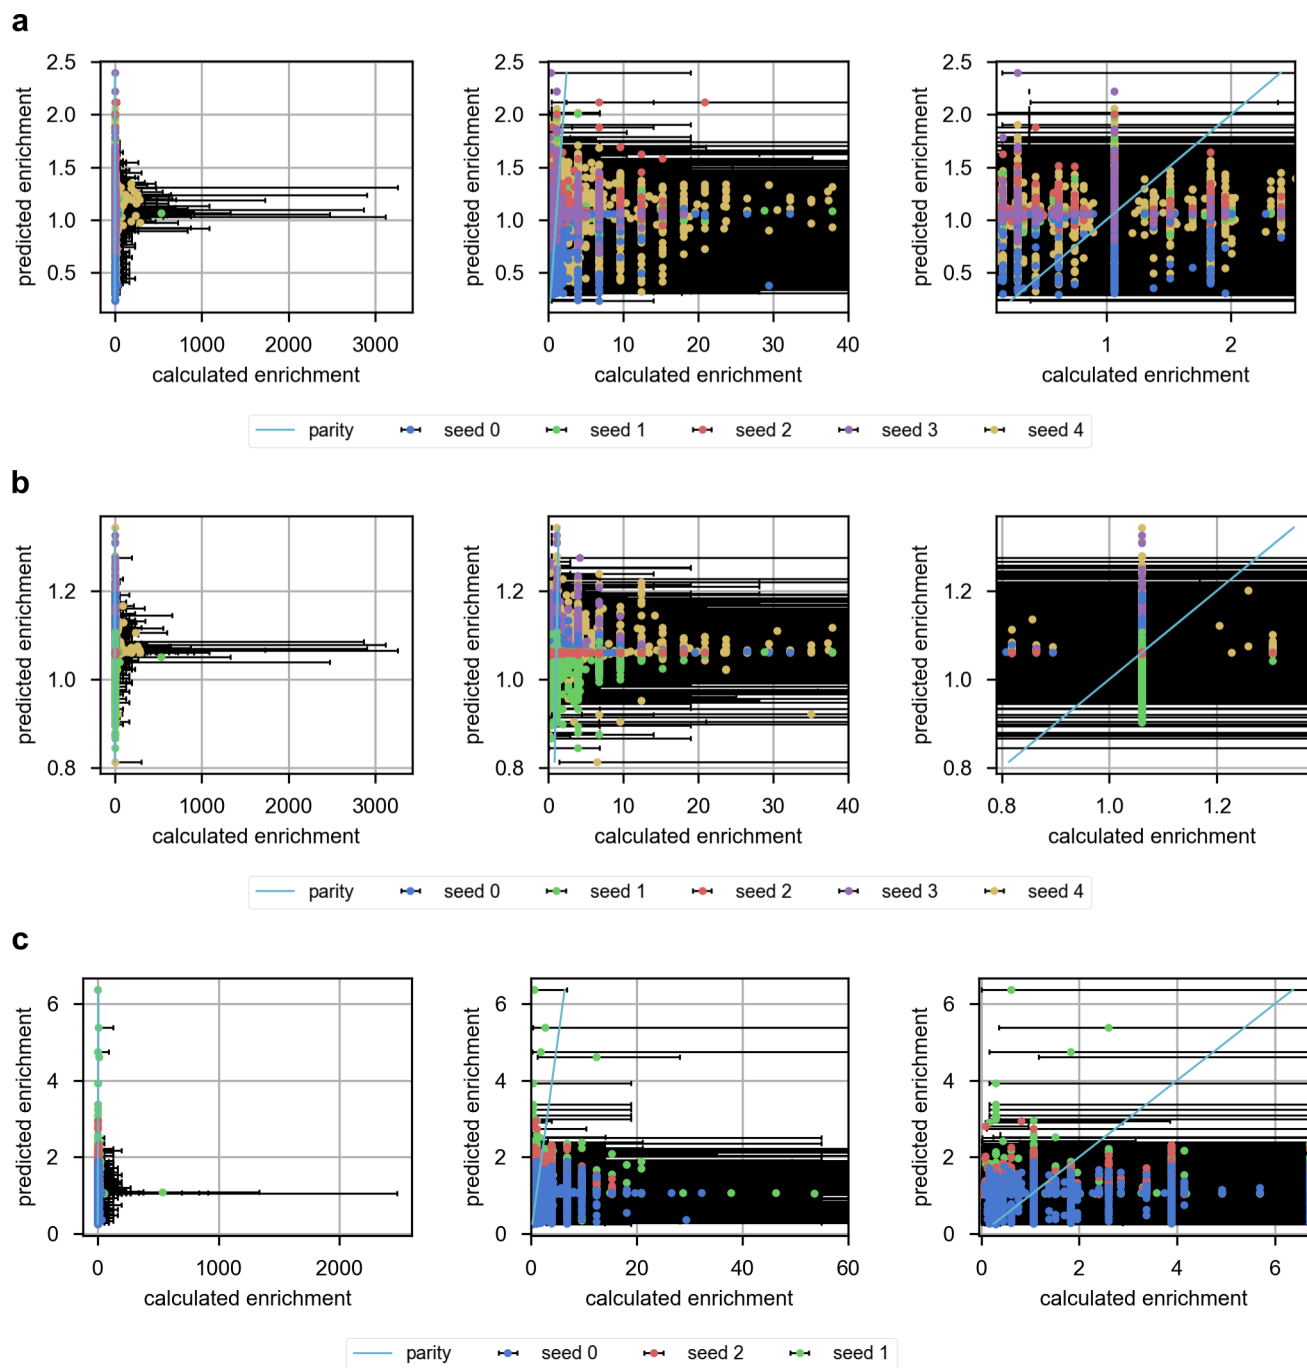 a
predicted enrichment
2.5
2.0
1.5
1.0
0.5
0 1000 2000 3000
calculated enrichment
predicted enrichment
2.5
2.0
1.5
1.0
0.5
0 10 20 30 40
calculated enrichment
predicted enrichment
2.5
2.0
1.5
1.0
0.5
1 2
calculated enrichment
parity seed 0 seed 1 seed 2 seed 3 seed 4
b
predicted enrichment
1.2
1.0
0.8
0 1000 2000 3000
calculated enrichment
predicted enrichment
1.2
1.0
0.8
0 10 20 30 40
calculated enrichment
predicted enrichment
1.2
1.0
0.8
0.8 1.0 1.2
calculated enrichment
parity seed 0 seed 1 seed 2 seed 3 seed 4
c
predicted enrichment
6
4
2
0
0 1000 2000
calculated enrichment
predicted enrichment
6
4
2
0
0 20 40 60
calculated enrichment
predicted enrichment
6
4
2
0
0 2 4 6
calculated enrichment
parity seed 0 seed 2 seed 1